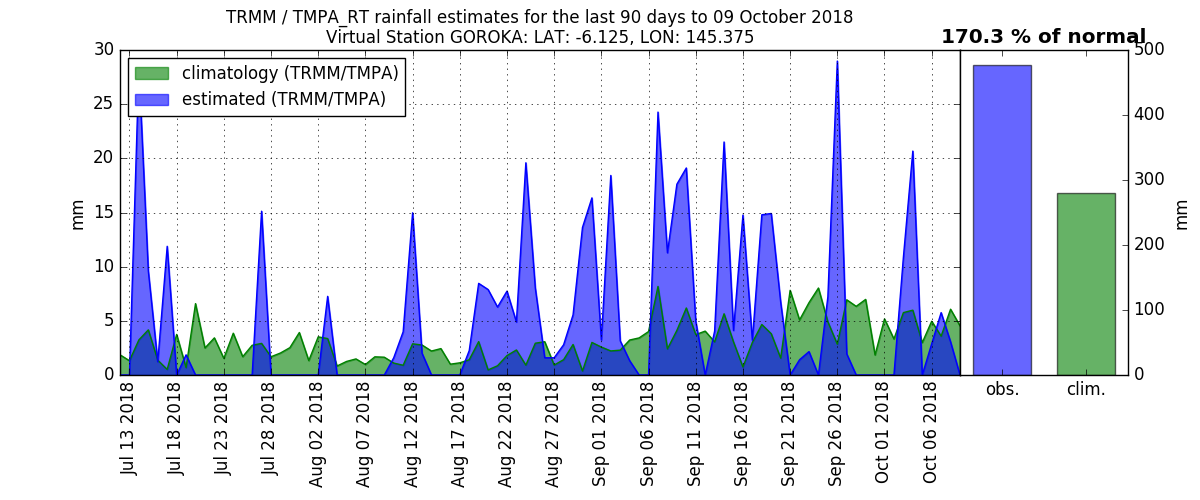 TRMM / TMPA_RT rainfall estimates for the last 90 days to 09 October 2018
Virtual Station GOROKA: LAT: -6.125, LON: 145.375
170.3 % of normal
climatology (TRMM/TMPA)
estimated (TRMM/TMPA)
30
25
20
15
10
5
0
mm
Jul 13 2018
Jul 18 2018
Jul 23 2018
Jul 28 2018
Aug 02 2018
Aug 07 2018
Aug 12 2018
Aug 17 2018
Aug 22 2018
Aug 27 2018
Sep 01 2018
Sep 06 2018
Sep 11 2018
Sep 16 2018
Sep 21 2018
Sep 26 2018
Oct 01 2018
Oct 06 2018
500
400
300
200
100
0
mm
obs.
clim.